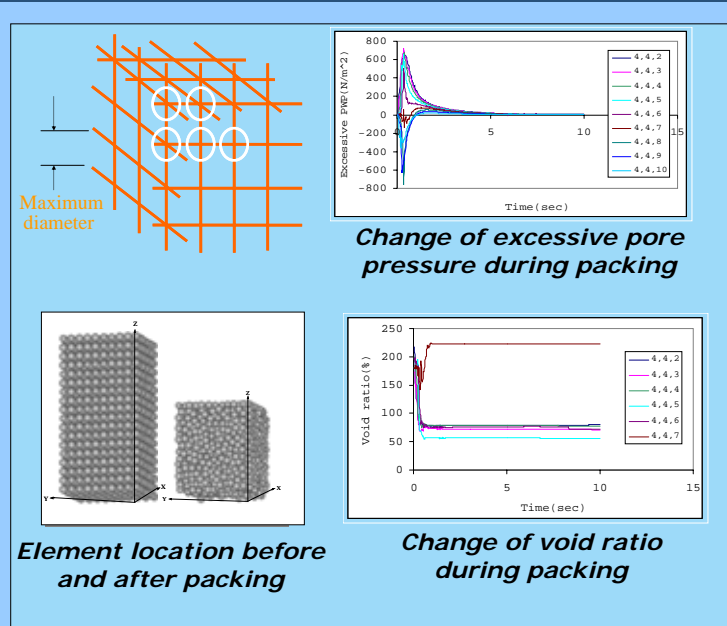 Maximum
diameter
Excessive PWP(N/m^2)
800
600
400
200
0
-200
-400
-600
-800
0
5
10
15
Time(sec)
4,4,2
4,4,3
4,4,4
4,4,5
4,4,6
4,4,7
4,4,8
4,4,9
4,4,10
Change of excessive pore
pressure during packing
Z
X
Y
Z
X
Y
Element location before
and after packing
Void ratio(%)
250
200
150
100
50
0
0
5
10
15
Time(sec)
4,4,2
4,4,3
4,4,4
4,4,5
4,4,6
4,4,7
Change of void ratio
during packing